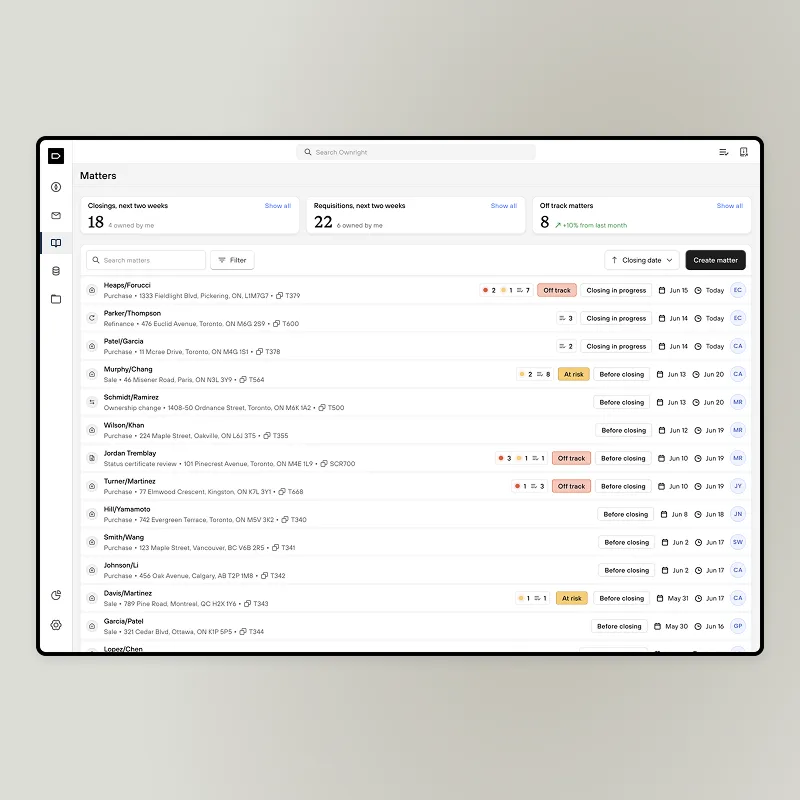 Search Ownright
Matters
Closings, next two weeks Show all
18 4 owned by me
Requisitions, next two weeks Show all
22 6 owned by me
Off track matters Show all
8 +10% from last month
Search matters Filter Closing date Create matter
Heaps/Forucci
Purchase • 1333 Fieldlight Blvd, Pickering, ON, L1M7G7 • T379
2 1 7 Off track Closing in progress Jun 15 Today EC
Parker/Thompson
Refinance • 476 Euclid Avenue, Toronto, ON M6G 2S9 • T600
3 Closing in progress Jun 14 Today EC
Patel/Garcia
Purchase • 11 Mcrae Drive, Toronto, ON M4G 1S1 • T378
2 Closing in progress Jun 14 Today CA
Murphy/Chang
Sale • 46 Misener Road, Paris, ON N3L 3Y9 • T564
2 8 At risk Before closing Jun 13 Jun 20 CA
Schmidt/Ramirez
Ownership change • 1408-50 Ordnance Street, Toronto, ON M6K 1A2 • T500
Before closing Jun 13 Jun 20 MR
Wilson/Khan
Purchase • 224 Maple Street, Oakville, ON L6J 3T5 • T355
Before closing Jun 12 Jun 19 MR
Jordan Tremblay
Status certificate review • 101 Pinecrest Avenue, Toronto, ON M4E 1L9 • SCR700
3 1 1 Off track Before closing Jun 10 Jun 19 MR
Turner/Martinez
Purchase • 77 Elmwood Crescent, Kingston, ON K7L 3Y1 • T668
1 3 Off track Before closing Jun 10 Jun 19 JY
Hill/Yamamoto
Purchase • 742 Evergreen Terrace, Toronto, ON M5V 3K2 • T340
Before closing Jun 8 Jun 18 JN
Smith/Wang
Purchase • 123 Maple Street, Vancouver, BC V6B 2R5 • T341
Before closing Jun 2 Jun 17 SW
Johnson/Li
Purchase • 456 Oak Avenue, Calgary, AB T2P 1M8 • T342
Before closing Jun 2 Jun 17 CA
Davis/Martinez
Sale • 789 Pine Road, Montreal, QC H2X 1Y6 • T343
1 1 At risk Before closing May 31 Jun 17 CA
Garcia/Patel
Sale • 321 Cedar Blvd, Ottawa, ON K1P 5P5 • T344
Before closing May 30 Jun 16 GP
Lopez/Chen